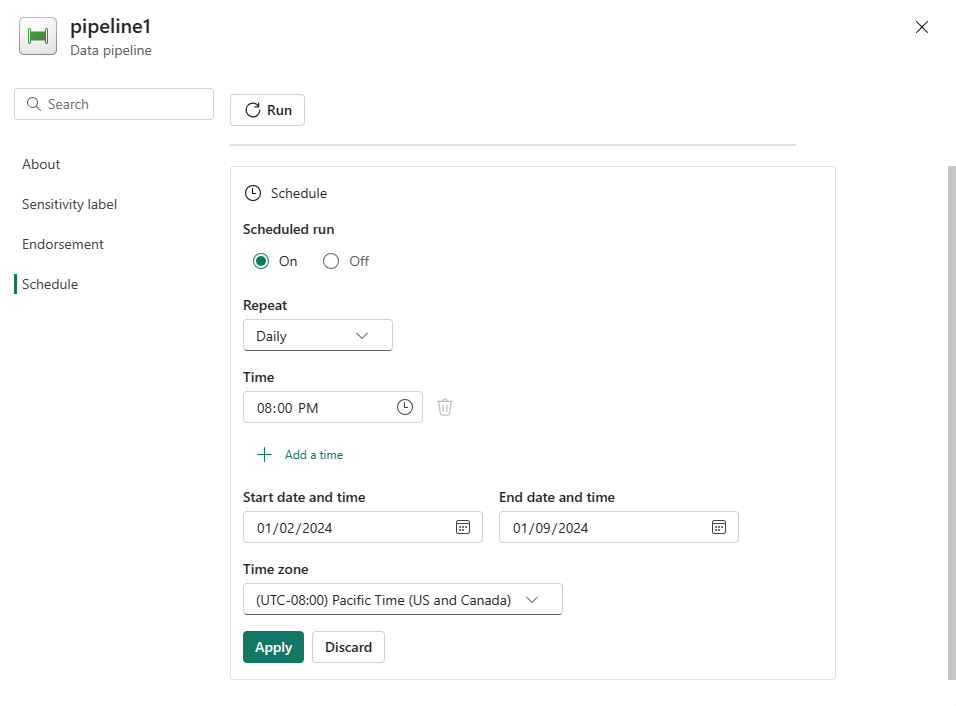 pipeline1
Data pipeline
Search
Run
About
Sensitivity label
Endorsement
Schedule
Schedule
Scheduled run
On Off
Repeat
Daily
Time
08:00 PM
Add a time
Start date and time End date and time
01/02/2024 01/09/2024
Time zone
(UTC-08:00) Pacific Time (US and Canada)
Apply Discard